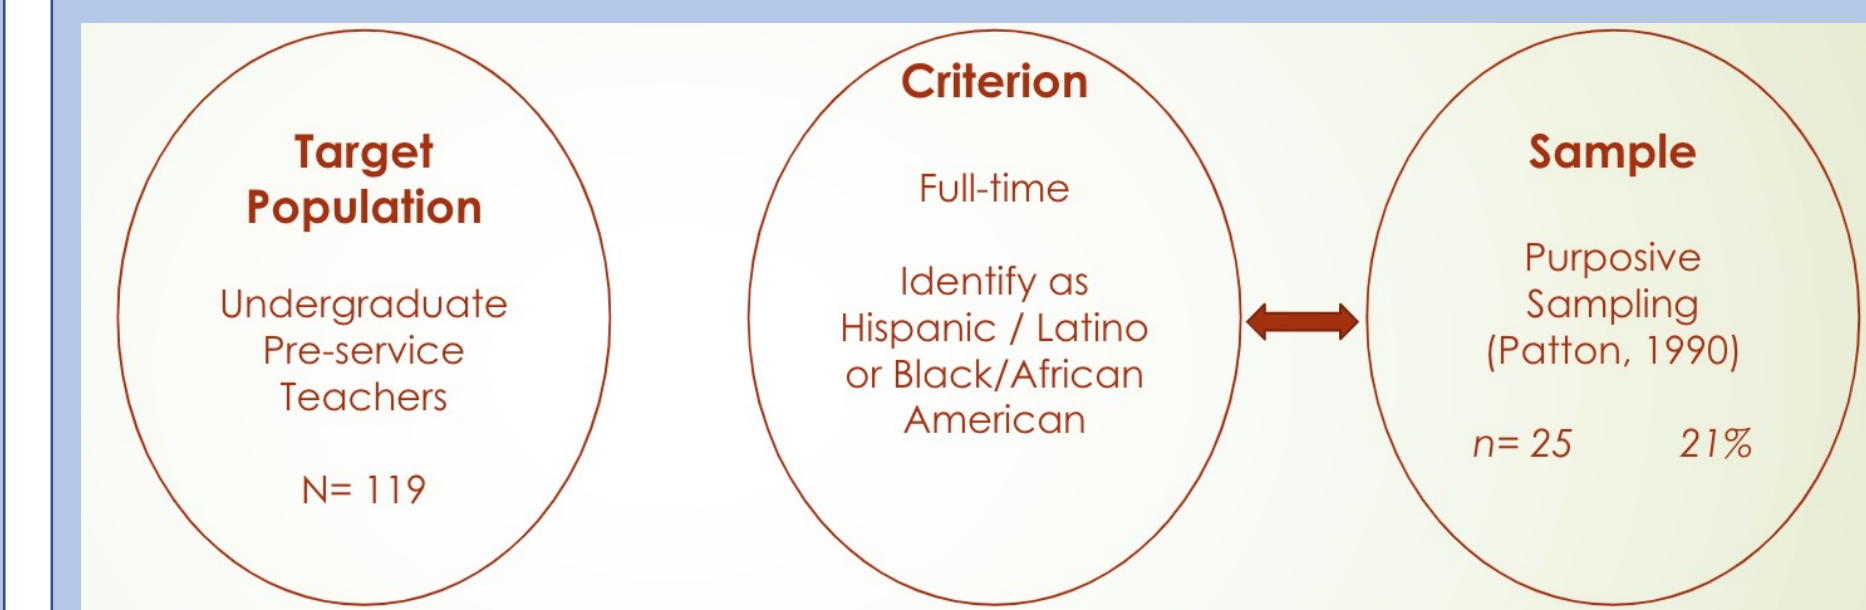 Target
Population
Undergraduate
Pre-service
Teachers
N= 119
Criterion
Full-time
Identify as
Hispanic / Latino
or Black/African
American
Sample
Purposive
Sampling
(Patton, 1990)
n= 25 21%